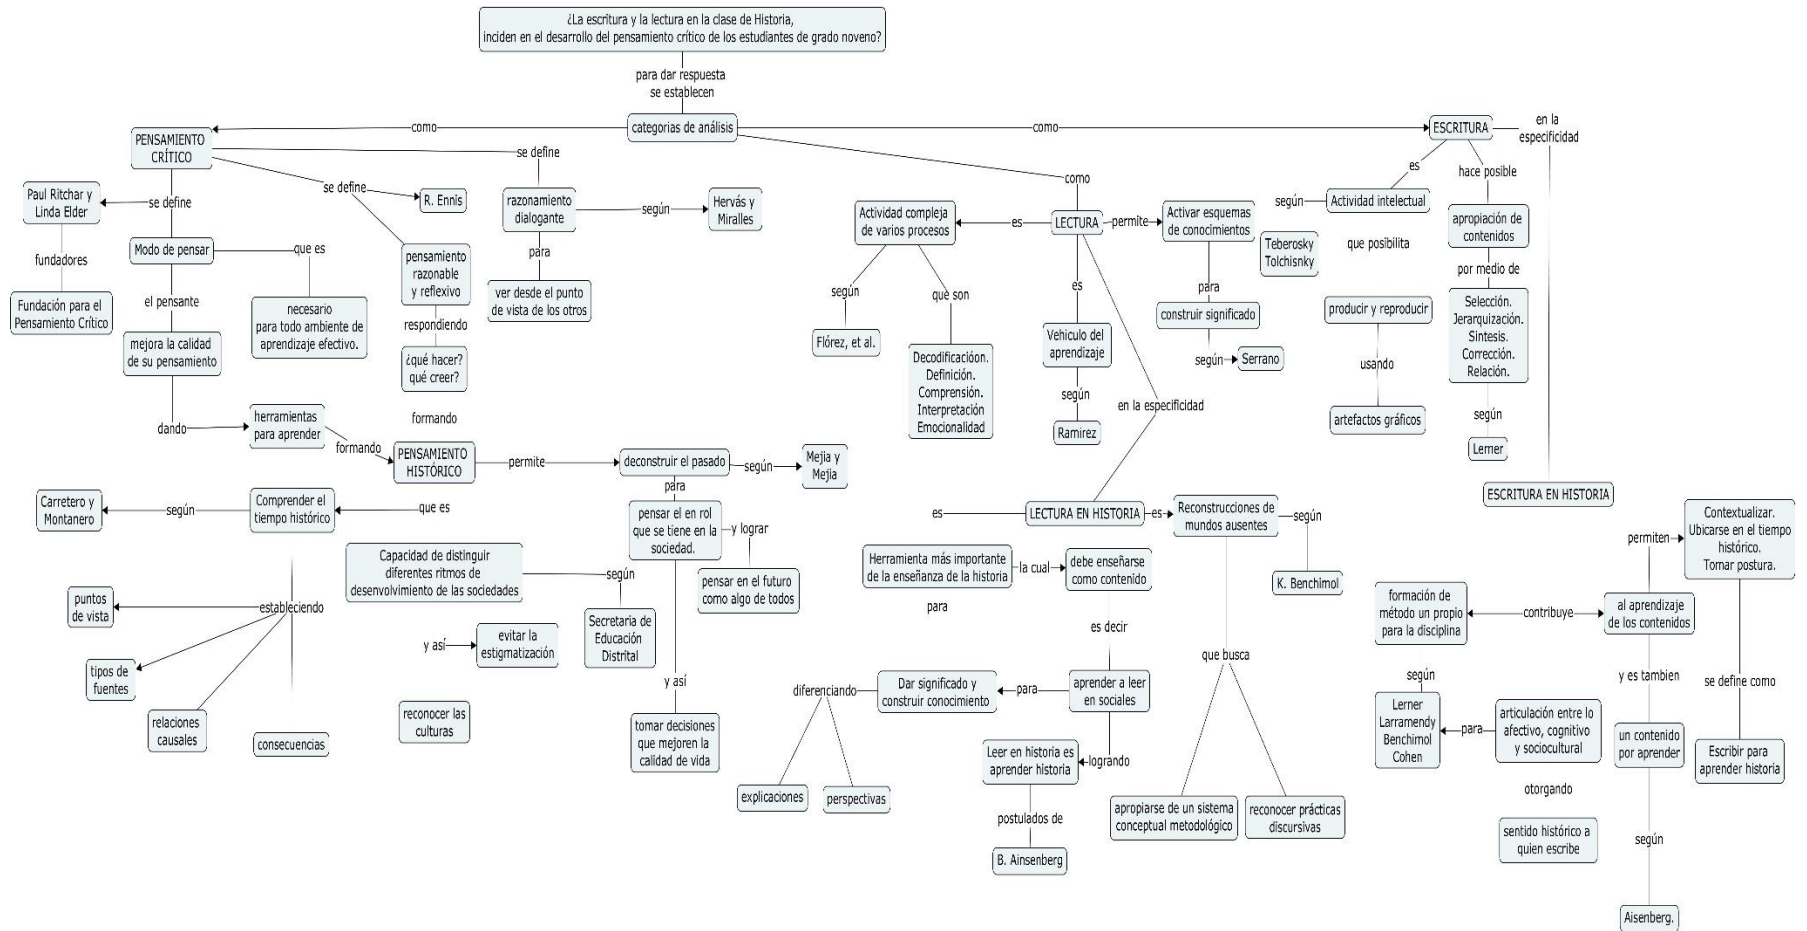 ¿La escritura y la lectura en la clase de Historia,
inciden en el desarrollo del pensamiento crítico de los estudiantes de grado noveno?
para dar respuesta
se establecen
categorias de análisis
como
PENSAMIENTO
CRÍTICO
se define
Paul Ritchar y
Linda Elder
fundadores
Fundación para el
Pensamiento Crítico
Modo de pensar
que es
necesario
para todo ambiente de
aprendizaje efectivo.
el pensante
mejora la calidad
de su pensamiento
dando
herramientas
para aprender
formando
se define
R. Ennis
pensamiento
razonable
y reflexivo
respondiendo
¿qué hacer?
qué creer?
formando
se define
razonamiento
dialogante
según
Hervás y
Miralles
para
ver desde el punto
de vista de los otros
PENSAMIENTO
HISTÓRICO
permite
deconstruir el pasado
según
Mejia y
Mejia
para
pensar el en rol
que se tiene en la
sociedad.
y lograr
pensar en el futuro
como algo de todos
y así
tomar decisiones
que mejoren la
calidad de vida
que es
Comprender el
tiempo histórico
según
Carretero y
Montanero
estableciendo
puntos
de vista
tipos de
fuentes
relaciones
causales
consecuencias
Capacidad de distinguir
diferentes ritmos de
desenvolvimiento de las sociedades
según
Secretaria de
Educación
Distrital
y así
evitar la
estigmatización
reconocer las
culturas
como
LECTURA
es
Actividad compleja
de varios procesos
según
Flórez, et al.
que son
Decodificacióon.
Definición.
Comprensión.
Interpretación
Emocionalidad
es
Vehiculo del
aprendizaje
según
Ramirez
permite
Activar esquemas
de conocimientos
para
construir significado
según
Serrano
en la especificidad
LECTURA EN HISTORIA
es
Herramienta más importante
de la enseñanza de la historia
la cual
debe enseñarse
como contenido
para
es decir
aprender a leer
en sociales
para
Dar significado y
construir conocimiento
diferenciando
explicaciones
perspectivas
logrando
Leer en historia es
aprender historia
postulados de
B. Ainsenberg
es
Reconstrucciones de
mundos ausentes
según
K. Benchimol
que busca
apropiarse de un sistema
conceptual metodológico
reconocer prácticas
discursivas
como
ESCRITURA
en la
especificidad
es
Actividad intelectual
según
Teberosky
Tolchisnky
que posibilita
producir y reproducir
usando
artefactos gráficos
hace posible
apropiación de
contenidos
por medio de
Selección.
Jerarquización.
Sintesis.
Corrección.
Relación.
según
Lerner
ESCRITURA EN HISTORIA
Contextualizar.
Ubicarse en el tiempo
histórico.
Tomar postura.
permiten
formación de
método un propio
para la disciplina
contribuye
al aprendizaje
de los contenidos
según
Lerner
Larramendy
Benchimol
Cohen
para
articulación entre lo
afectivo, cognitivo
y sociocultural
otorgando
sentido histórico a
quien escribe
y es tambien
un contenido
por aprender
según
Aisenberg.
se define como
Escribir para
aprender historia